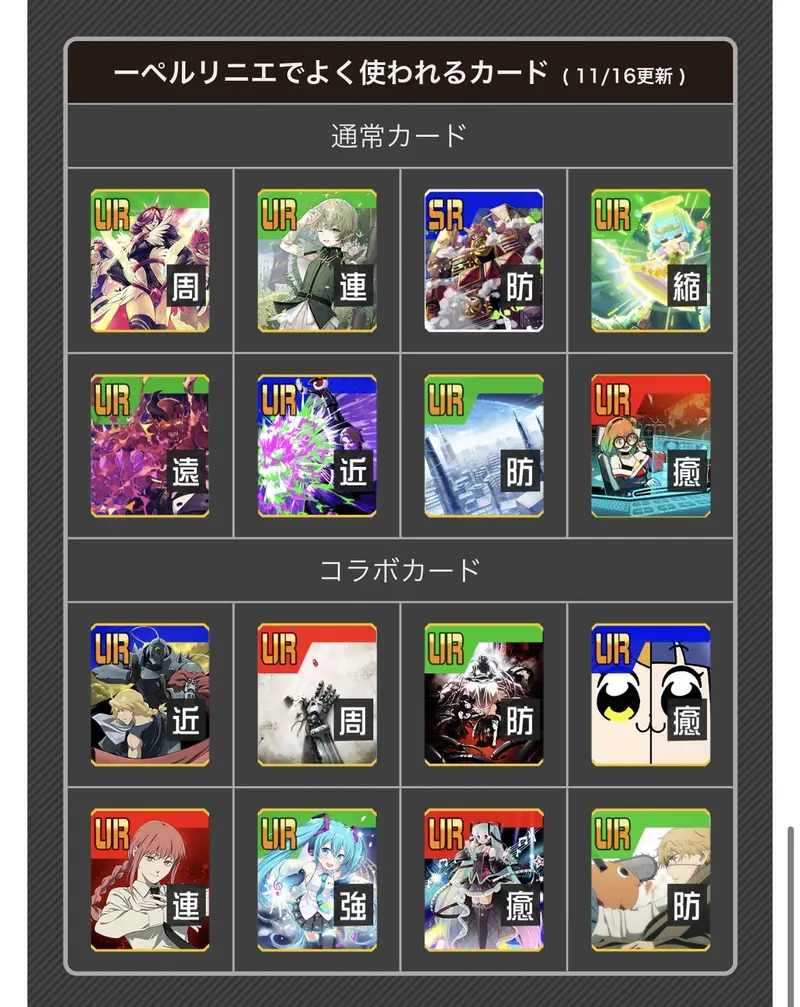 ーペルリニエでよく使われるカード ( 11/16更新 )
通常カード
UR UR SR UR
周 連 防 縮
UR UR UR UR
遠 近 防 癒
コラボカード
UR UR UR UR
近 周 防 癒
UR UR UR UR
連 強 癒 防